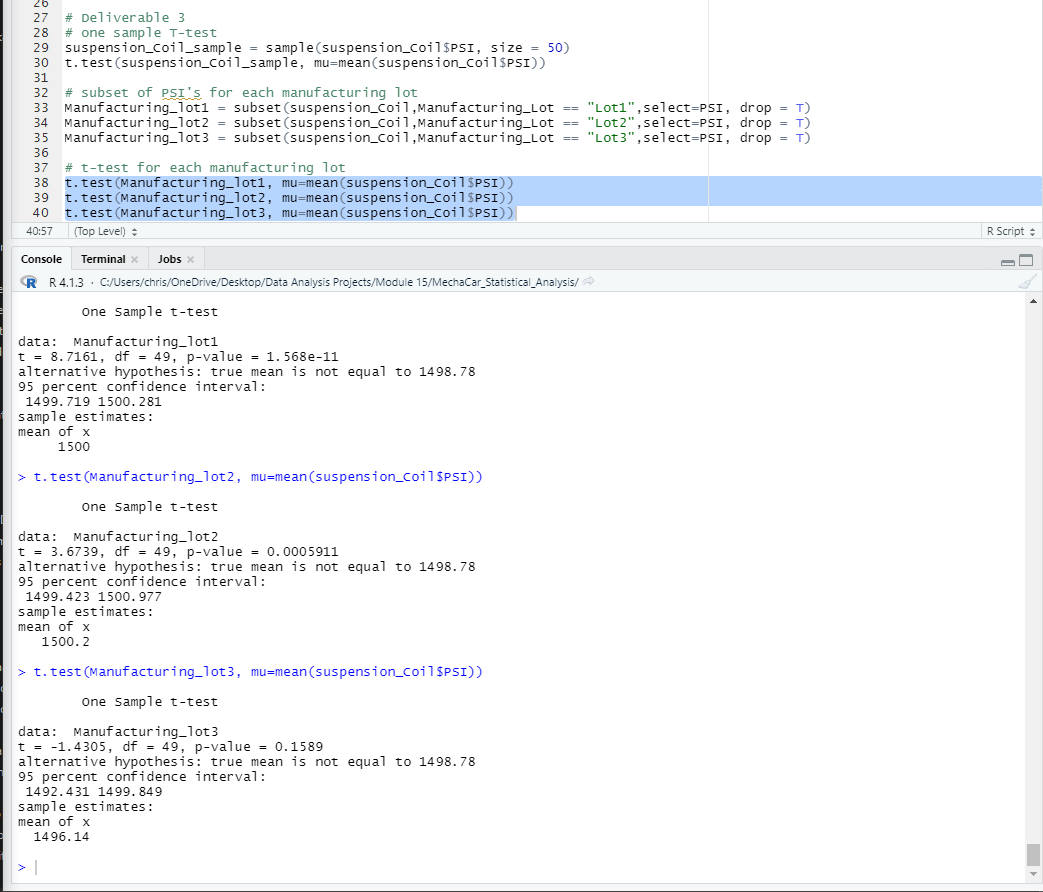 26
27 # Deliverable 3
28 # one sample T-test
29 suspension_Coil_sample = sample(suspension_Coil$PSI, size = 50)
30 t.test(suspension_Coil_sample, mu=mean(suspension_Coil$PSI))
31
32 # subset of PSI's for each manufacturing lot
33 Manufacturing_lot1 = subset(suspension_Coil,Manufacturing_Lot == "Lot1",select=PSI, drop = T)
34 Manufacturing_lot2 = subset(suspension_Coil,Manufacturing_Lot == "Lot2",select=PSI, drop = T)
35 Manufacturing_lot3 = subset(suspension_Coil,Manufacturing_Lot == "Lot3",select=PSI, drop = T)
36
37 # t-test for each manufacturing lot
38 t.test(Manufacturing_lot1, mu=mean(suspension_Coil$PSI))
39 t.test(Manufacturing_lot2, mu=mean(suspension_Coil$PSI))
40 t.test(Manufacturing_lot3, mu=mean(suspension_Coil$PSI))
40:57 (Top Level) R Script
Console Terminal × Jobs ×
R R 4.1.3 · C:/Users/chris/OneDrive/Desktop/Data Analysis Projects/Module 15/MechaCar_Statistical_Analysis/
One Sample t-test
data: Manufacturing_lot1
t = 8.7161, df = 49, p-value = 1.568e-11
alternative hypothesis: true mean is not equal to 1498.78
95 percent confidence interval:
1499.719 1500.281
sample estimates:
mean of x
1500
> t.test(Manufacturing_lot2, mu=mean(suspension_Coil$PSI))
One Sample t-test
data: Manufacturing_lot2
t = 3.6739, df = 49, p-value = 0.0005911
alternative hypothesis: true mean is not equal to 1498.78
95 percent confidence interval:
1499.423 1500.977
sample estimates:
mean of x
1500.2
> t.test(Manufacturing_lot3, mu=mean(suspension_Coil$PSI))
One Sample t-test
data: Manufacturing_lot3
t = -1.4305, df = 49, p-value = 0.1589
alternative hypothesis: true mean is not equal to 1498.78
95 percent confidence interval:
1492.431 1499.849
sample estimates:
mean of x
1496.14
>